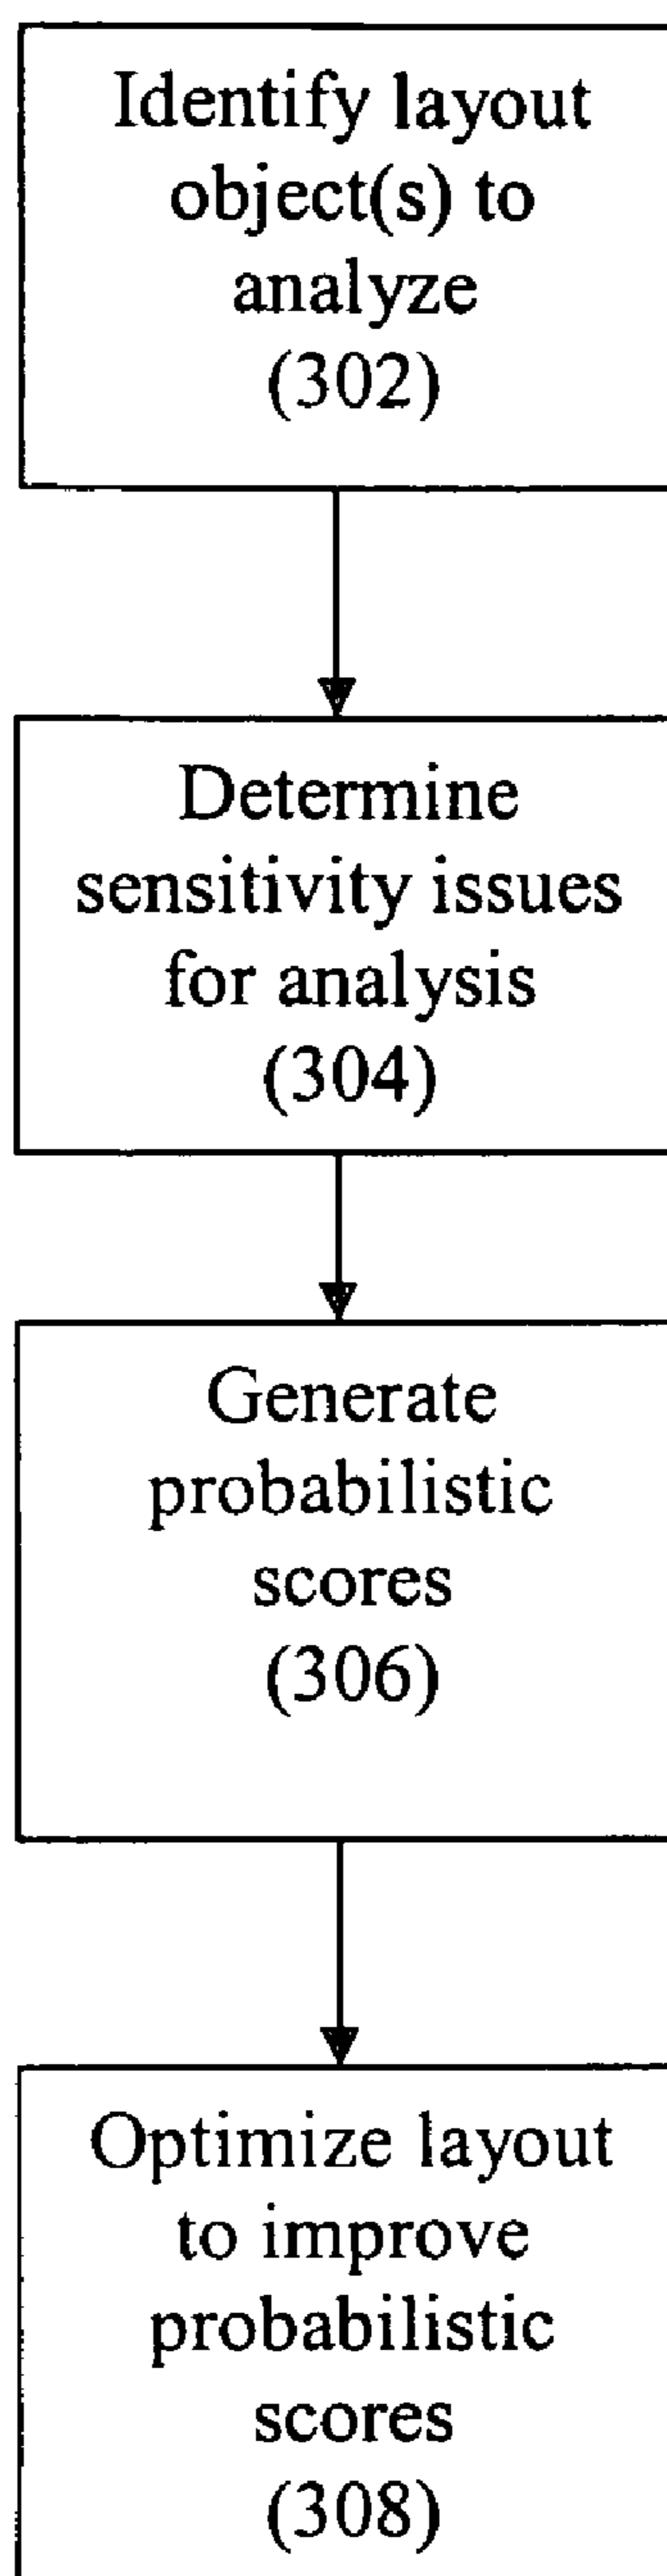 Identify layout
object(s) to
analyze
(302)
Determine
sensitivity issues
for analysis
(304)
Generate
probabilistic
scores
(306)
Optimize layout
to improve
probabilistic
scores
(308)